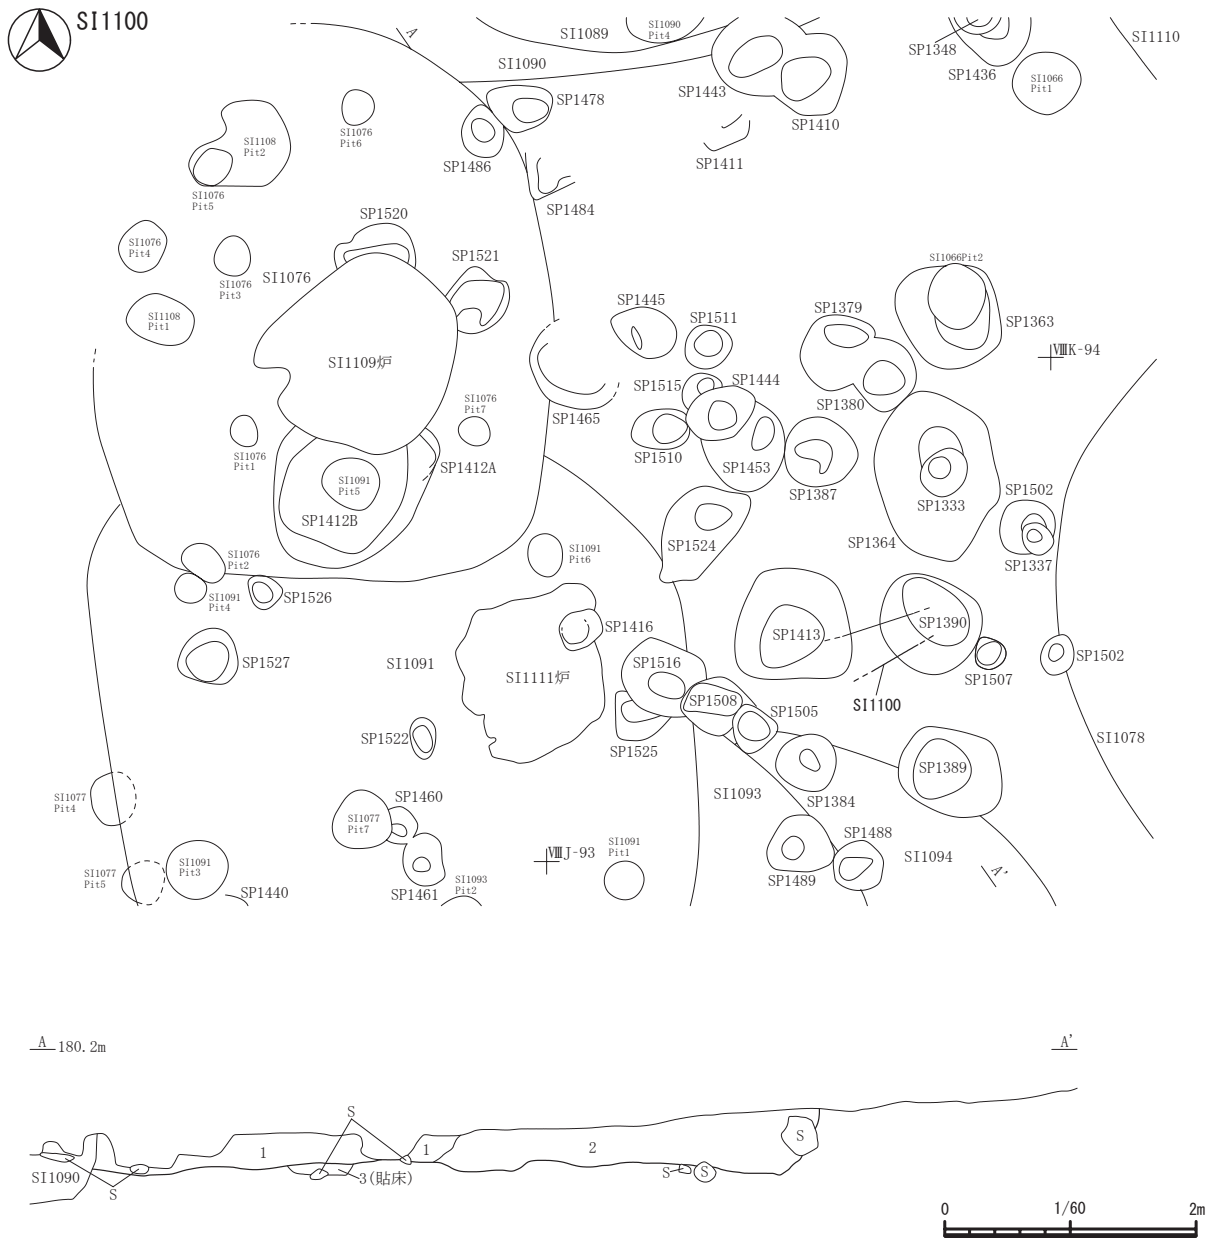 SI1100
A
SI1089
SI1090
Pit4
SI1090
SP1348
SP1436
SI1110
SI1066
Pit1
SP1443
SP1410
SP1411
SP1478
SP1486
SP1484
SI1076
Pit6
SI1108
Pit2
SI1076
Pit5
SP1520
SI1076
Pit4
SI1076
Pit3
SI1076
SP1521
SI1108
Pit1
SI1109炉
SI1066Pit2
SP1445
SP1511
SP1379
SP1363
ⅧK-94
SP1515
SP1444
SP1380
SP1465
SI1076
Pit7
SI1076
Pit1
SP1510
SP1453
SP1387
SP1412A
SI1091
Pit5
SP1412B
SP1333
SP1502
SP1524
SP1364
SP1337
SI1076
Pit2
SI1091
Pit6
SI1091
Pit4
SP1526
SP1416
SP1413
SP1390
SP1527
SI1091
SI1111炉
SP1516
SP1507
SP1502
SI1100
SP1508
SP1505
SP1522
SP1525
SI1078
SI1077
Pit4
SI1093
SP1384
SP1389
SP1460
SI1077
Pit7
SI1091
Pit1
SP1488
ⅧJ-93
SI1094
SI1077
Pit5
SI1091
Pit3
SP1440
SP1461
SI1093
Pit2
SP1489
A'
A 180.2m
A'
S
1
1
2
S
SI1090
S
3(貼床)
S
S
0 1/60 2m